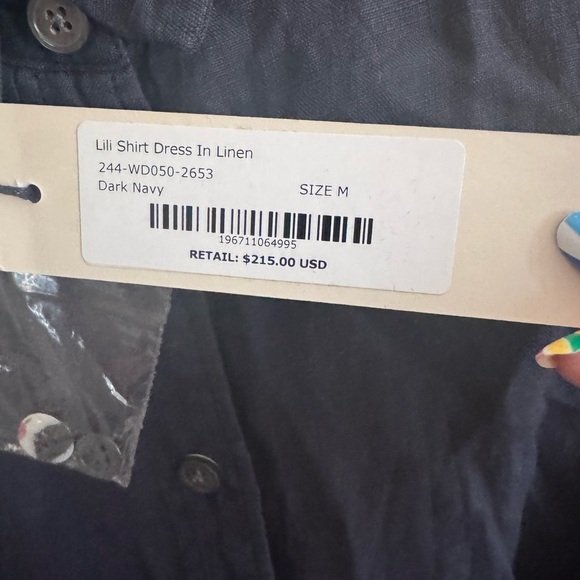 Lili Shirt Dress In Linen
244-WD050-2653
Dark Navy SIZE M
196711064995
RETAIL: $215.00 USD